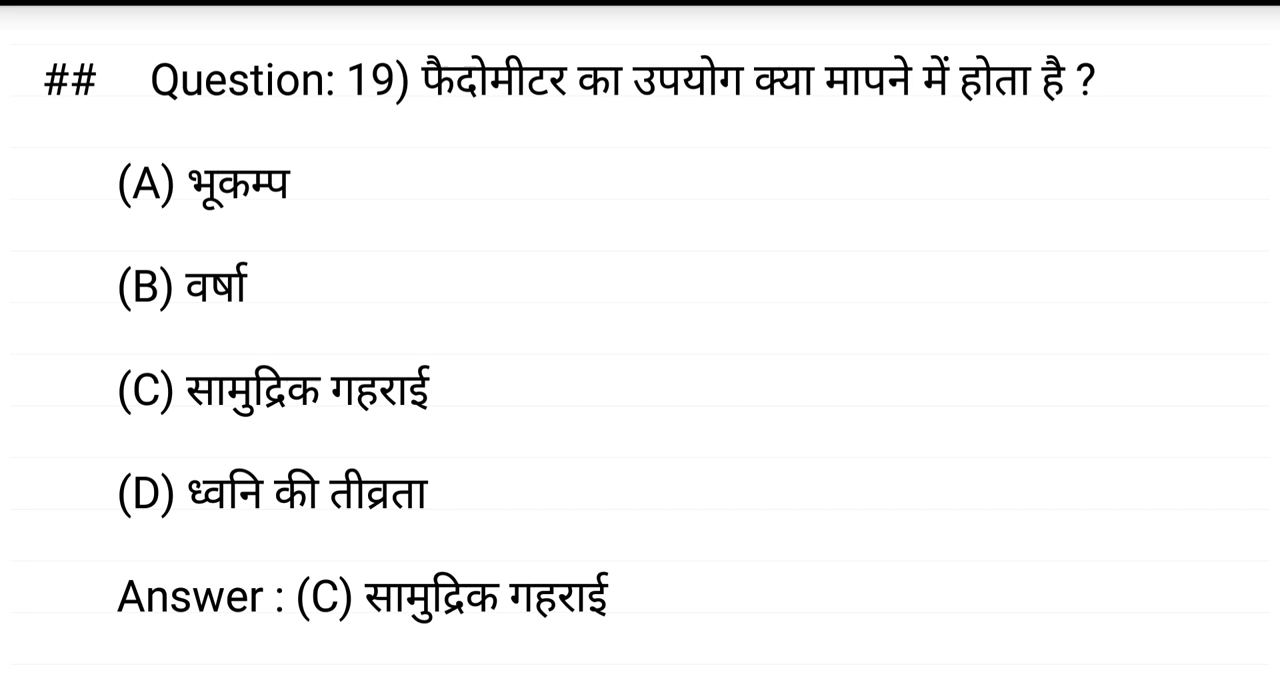 ## Question: 19) फैदोमीटर का उपयोग क्या मापने में होता है ?
(A) भूकम्प
(B) वर्षा
(C) सामुद्रिक गहराई
(D) ध्वनि की तीव्रता
Answer : (C) सामुद्रिक गहराई